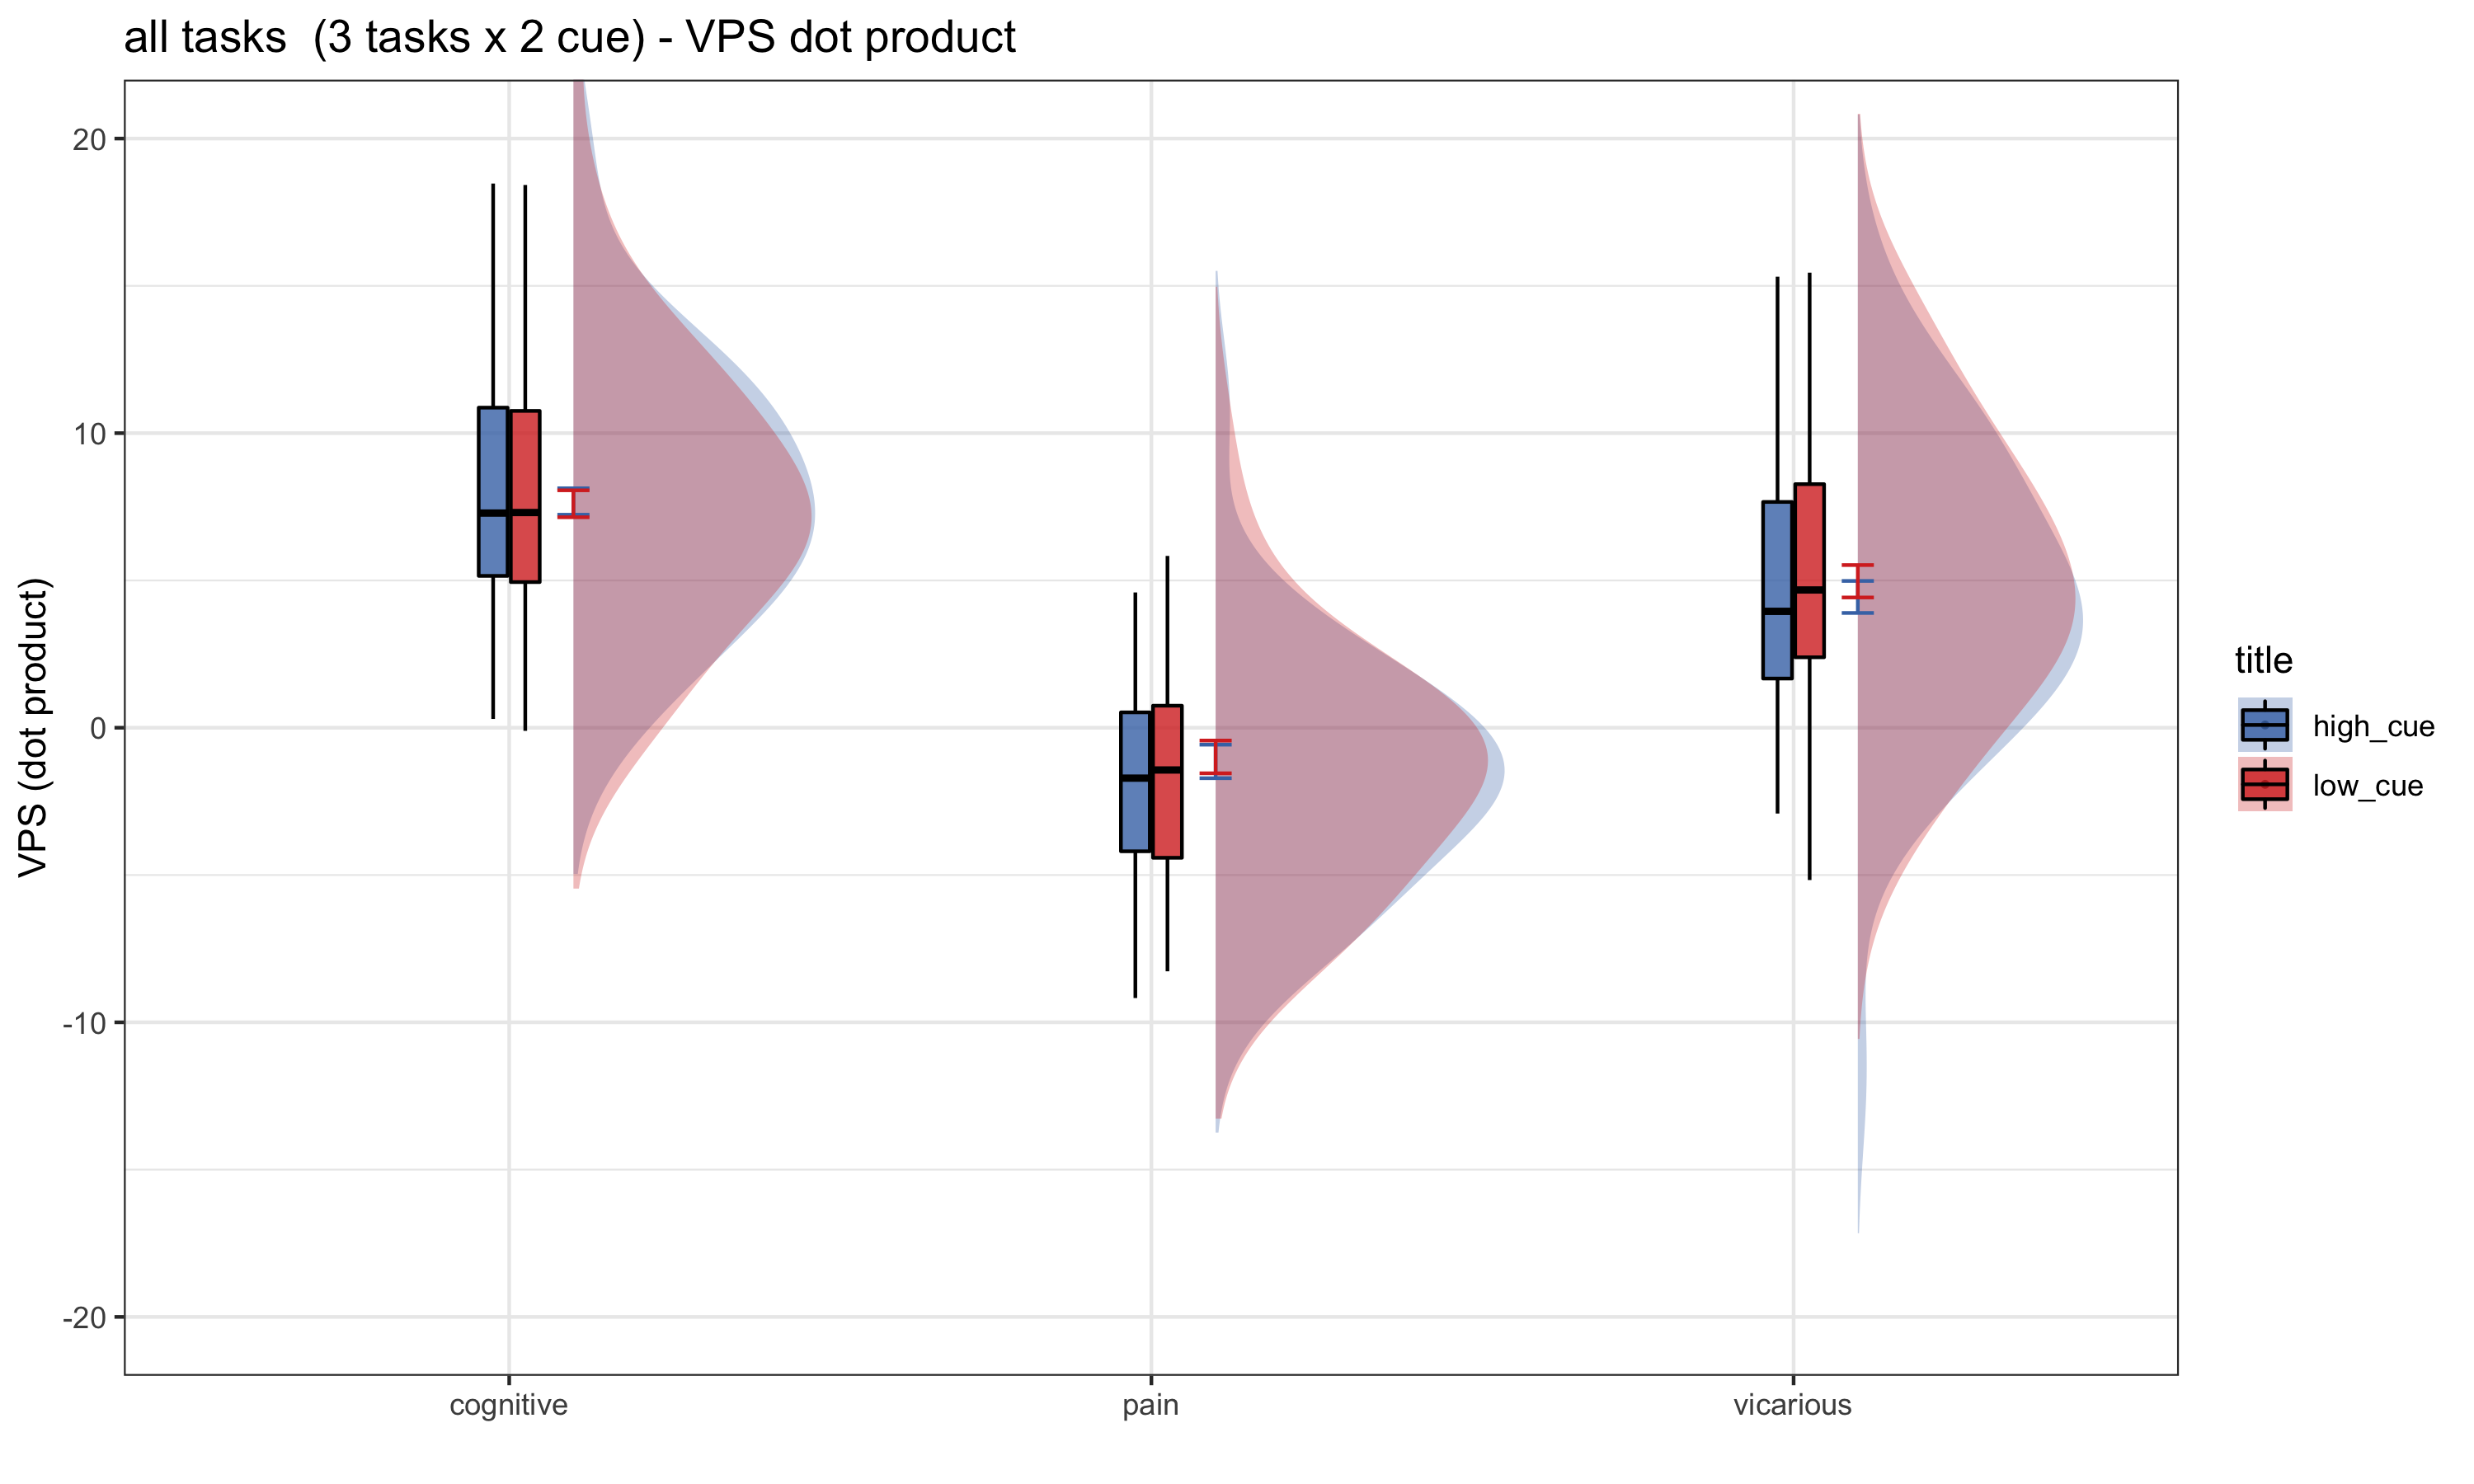 all tasks  (3 tasks x 2 cue) - VPS dot product
VPS (dot product)
20
10
0
-10
-20
cognitive
pain
vicarious
title
high_cue
low_cue